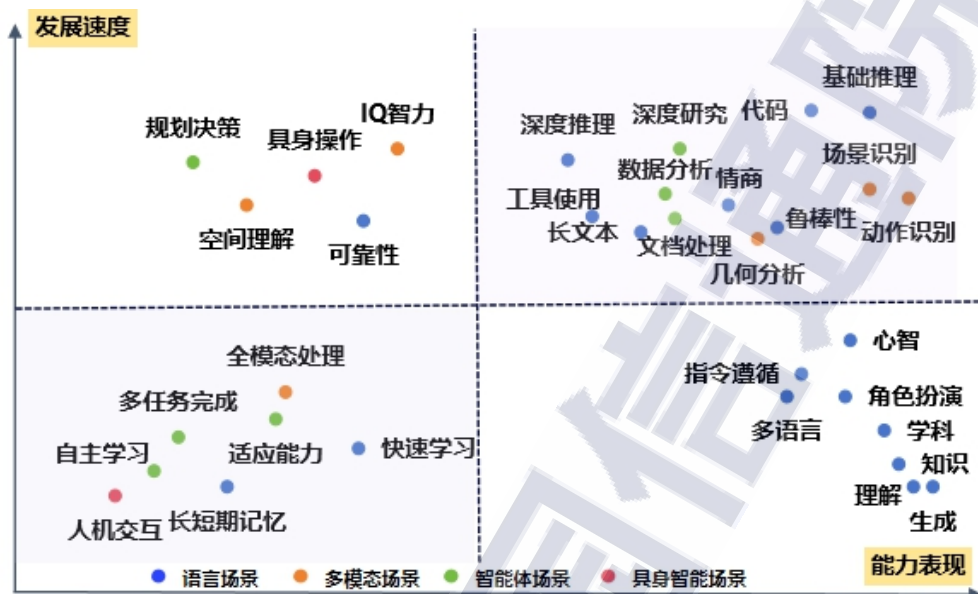 发展速度
基础推理
IQ智力
规划决策
具身操作
深度推理
深度研究
代码
场景识别
数据分析
情商
工具使用
空间理解
可靠性
长文本
文档处理
鲁棒性
动作识别
几何分析
心智
全模态处理
指令遵循
多任务完成
角色扮演
多语言
学科
自主学习
适应能力
快速学习
知识
理解
人机交互
长短期记忆
生成
能力表现
语言场景
多模态场景
智能体场景
具身智能场景
国信通院